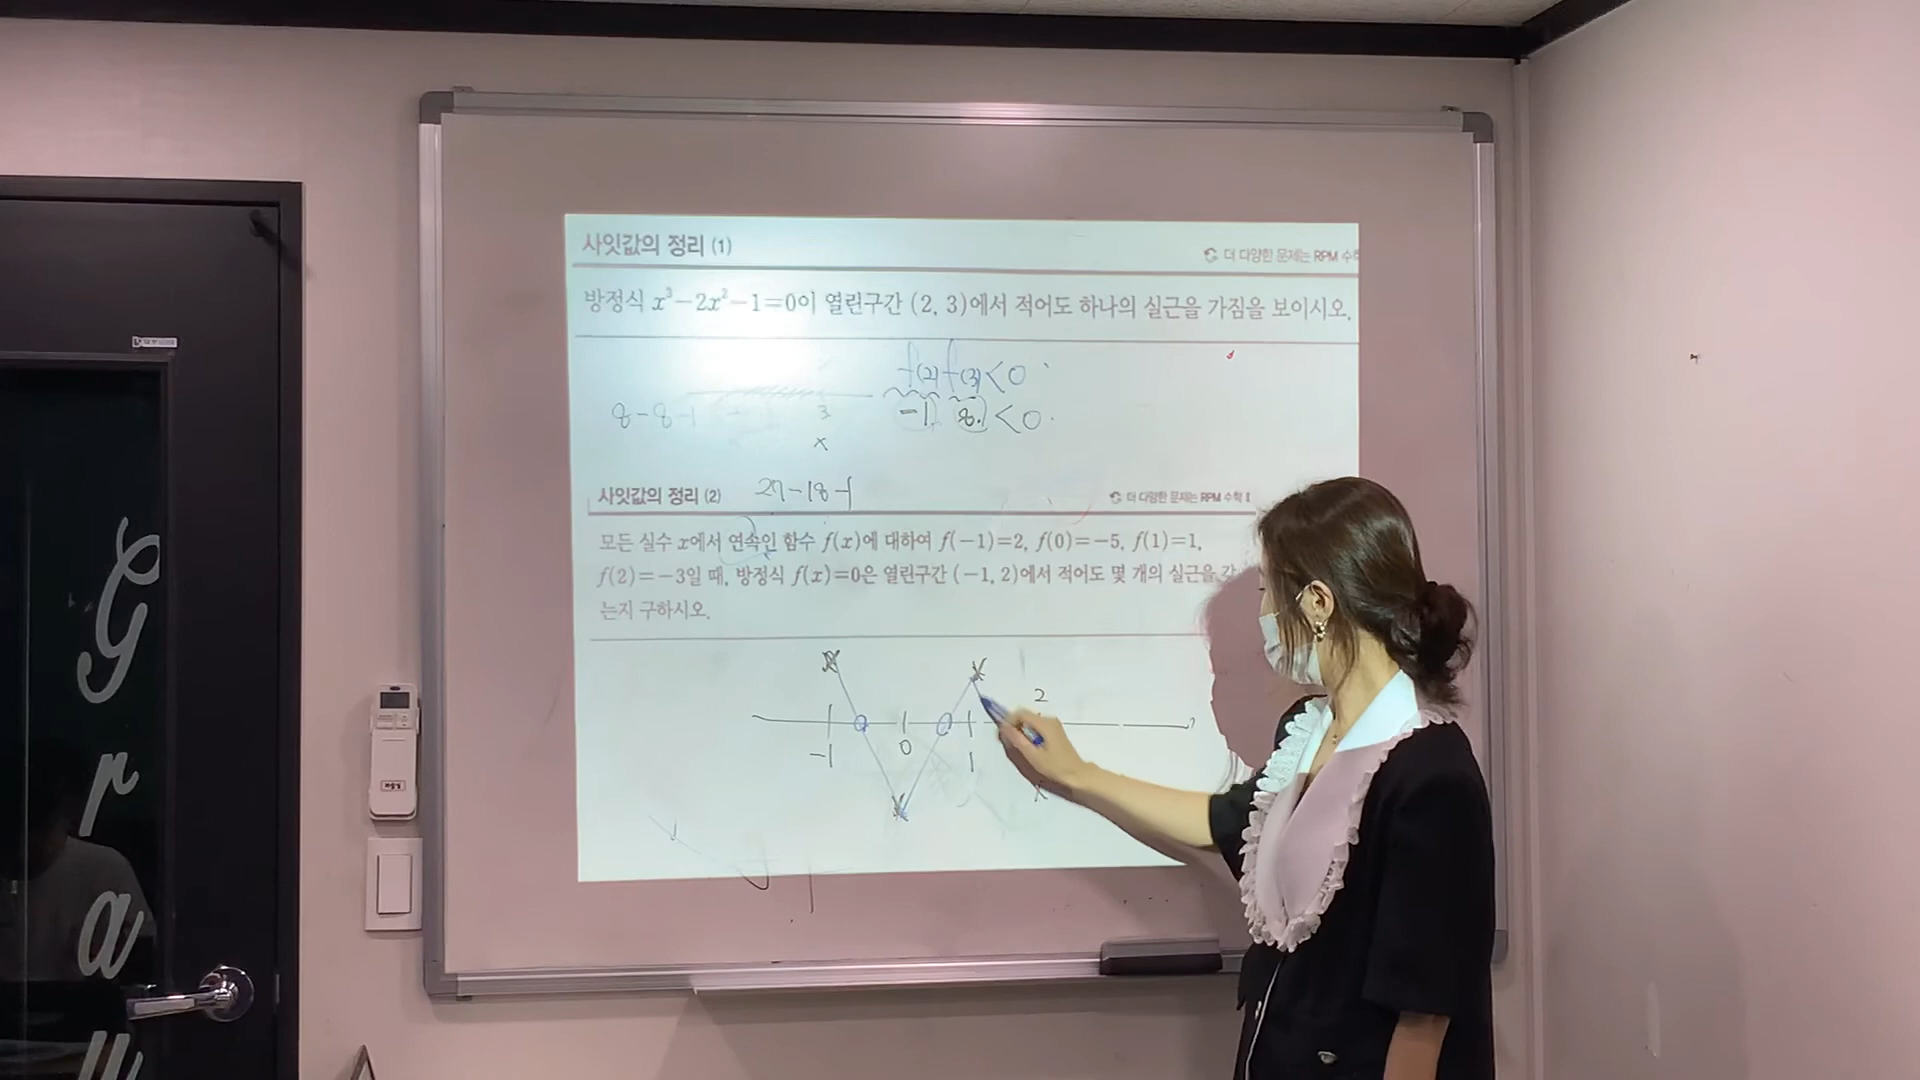 사잇값의 정리 (1)
더 다양한 문제는 RPM 수학
방정식 x³-2x²-1=0이 열린구간 (2, 3)에서 적어도 하나의 실근을 가짐을 보이시오.
f(2) f(3) < 0
8-8-1
3
-1 8 < 0
x
사잇값의 정리 (2)
27-18-1
더 다양한 문제는 RPM 수학 Ⅱ
모든 실수 x에서 연속인 함수 f(x)에 대하여 f(-1)=2, f(0)=-5, f(1)=1,
f(2)=-3일 때, 방정식 f(x)=0은 열린구간 (-1, 2)에서 적어도 몇 개의 실근을
는지 구하시오.
2
-1 0 1
Gray